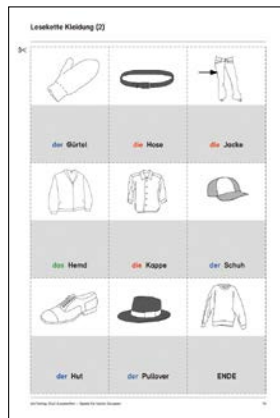 Lesekette Kleidung (2)
der Gürtel
die Hose
die Jacke
das Hemd
die Kappe
der Schuh
der Hut
der Pullover
ENDE